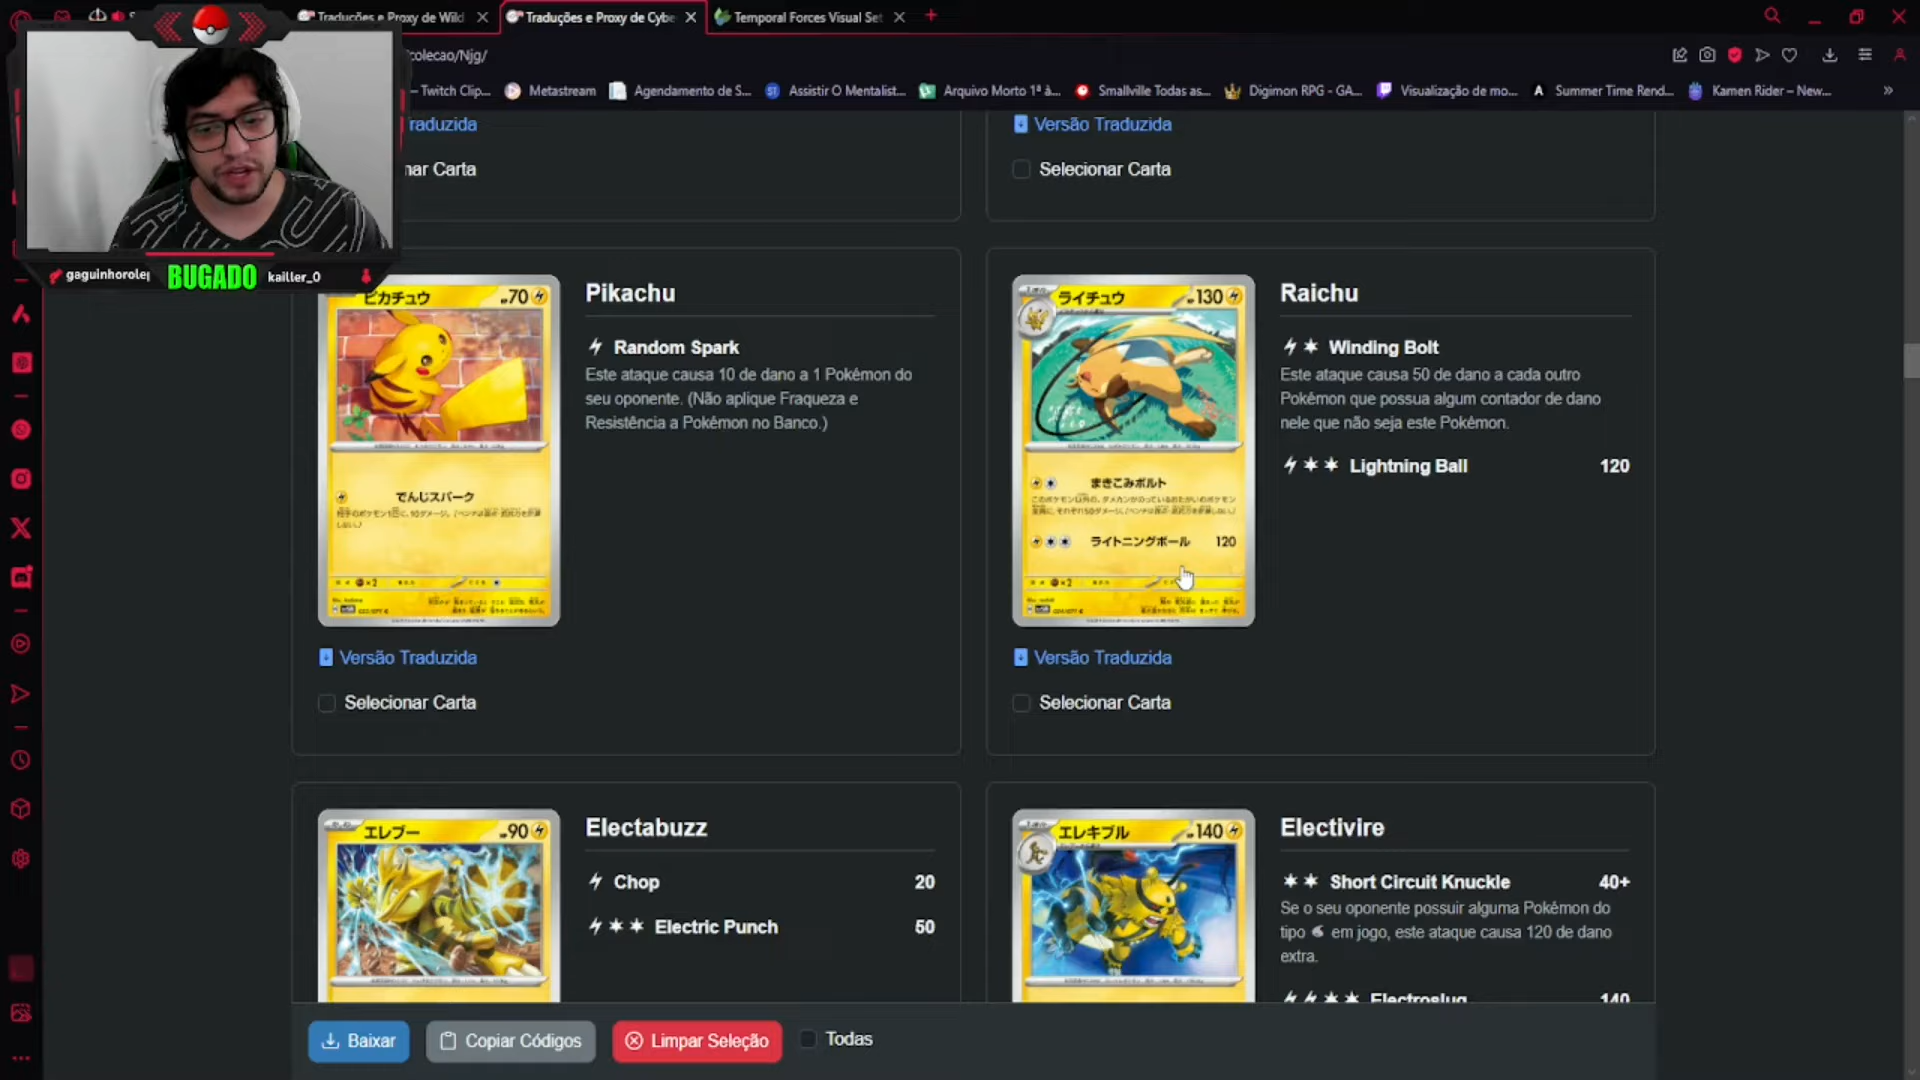 Traduções e Proxy de Wild
Traduções e Proxy de Cybe
Temporal Forces Visual Set
colecao/Njg/
– Twitch Clip...
Metastream
Agendamento de S...
Assistir O Mentalist...
Arquivo Morto 1ª à...
Smallville Todas as...
Digimon RPG - GA...
Visualização de mo...
Summer Time Rend...
Kamen Rider – New...
gaguinhorole
BUGADO
kailler_0
raduzida
nar Carta
Versão Traduzida
Selecionar Carta
ピカチュウ
70
でんじスパーク
Pikachu
Random Spark
Este ataque causa 10 de dano a 1 Pokémon do
seu oponente. (Não aplique Fraqueza e
Resistência a Pokémon no Banco.)
Versão Traduzida
Selecionar Carta
ライチュウ
130
まきこみボルト
ライトニングボール 120
Raichu
Winding Bolt
Este ataque causa 50 de dano a cada outro
Pokémon que possua algum contador de dano
nele que não seja este Pokémon.
Lightning Ball 120
Versão Traduzida
Selecionar Carta
エレブー
90
Electabuzz
Chop 20
Electric Punch 50
エレキブル
140
Electivire
Short Circuit Knuckle 40+
Se o seu oponente possuir alguma Pokémon do
tipo em jogo, este ataque causa 120 de dano
extra.
Electroslug 140
Baixar
Copiar Códigos
Limpar Seleção
Todas